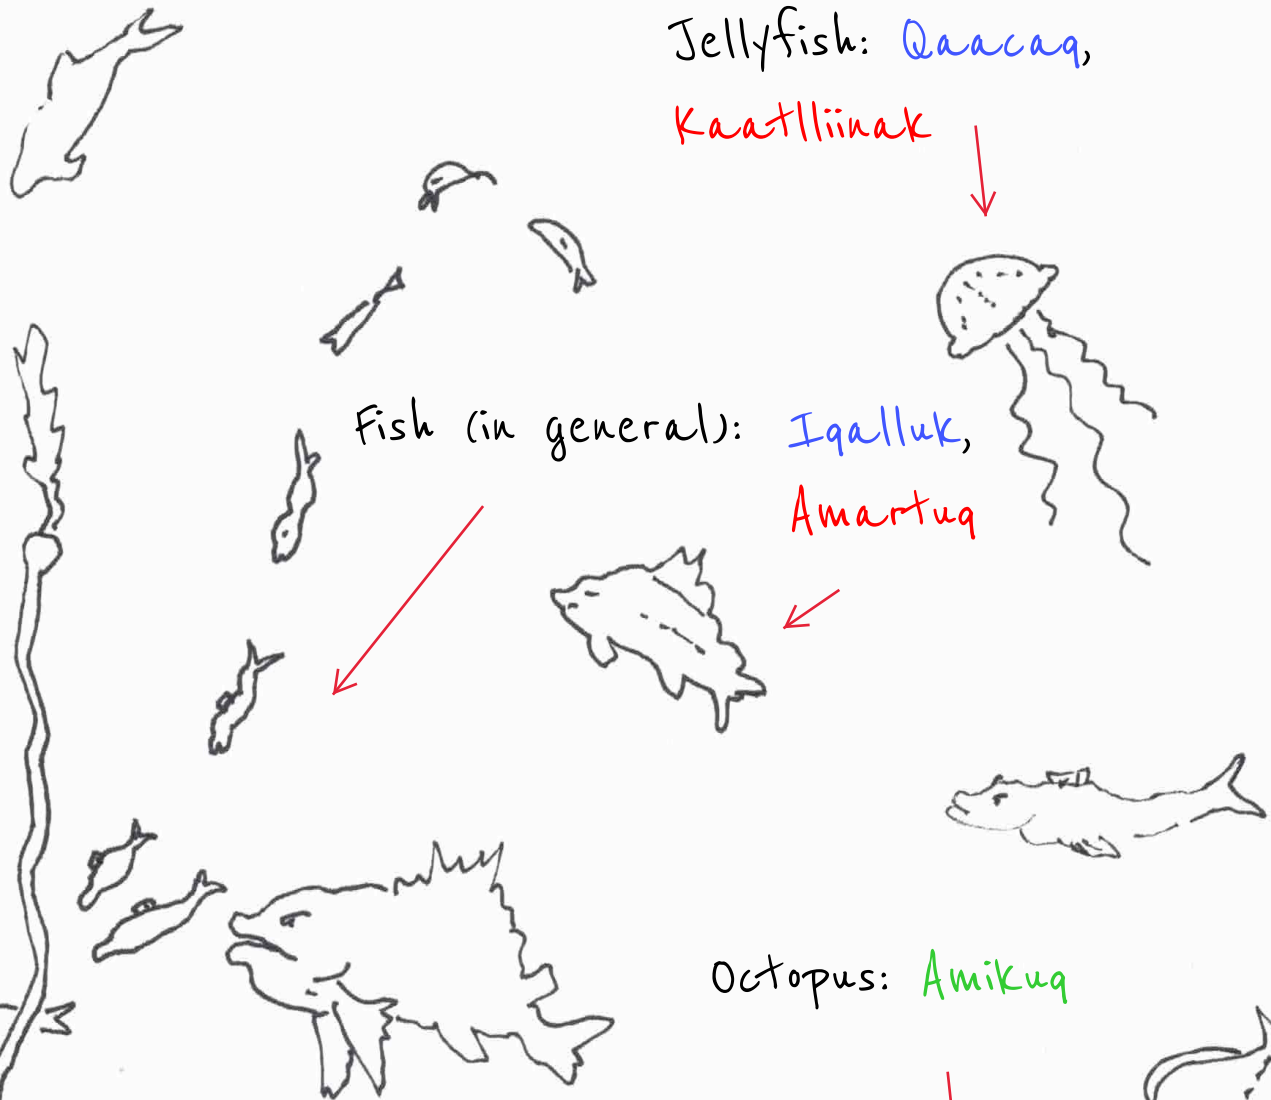 Jellyfish: Qaacaq,
Kaatlliinak
Fish (in general): Iqalluk,
Amartuq
Octopus: Amikuq